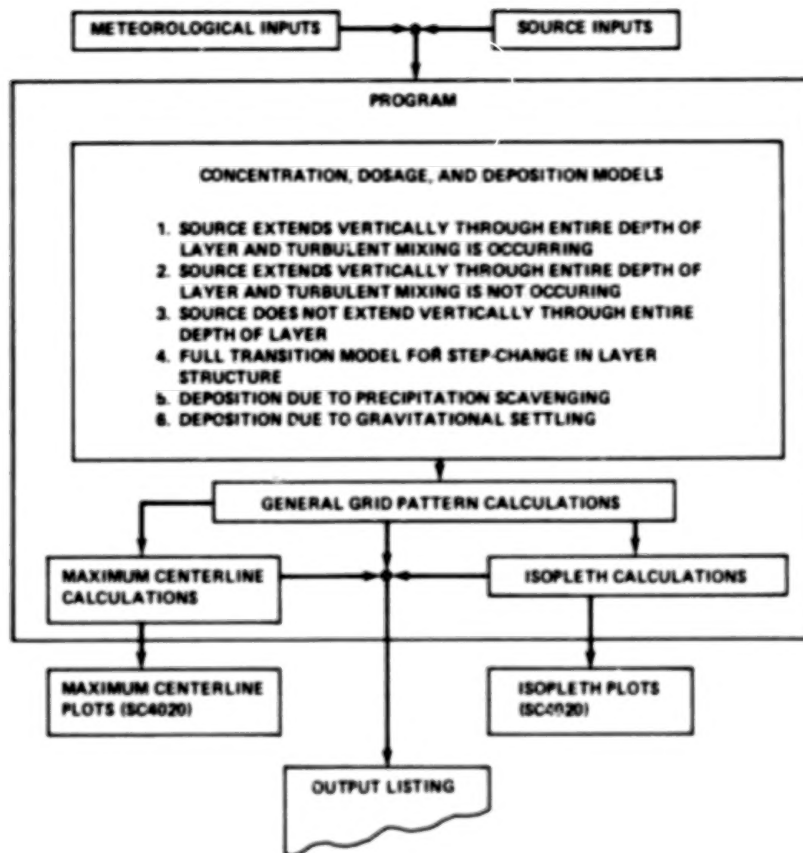 METEOROLOGICAL INPUTS
SOURCE INPUTS
PROGRAM
CONCENTRATION, DOSAGE, AND DEPOSITION MODELS
1. SOURCE EXTENDS VERTICALLY THROUGH ENTIRE DEPTH OF
LAYER AND TURBULENT MIXING IS OCCURRING
2. SOURCE EXTENDS VERTICALLY THROUGH ENTIRE DEPTH OF
LAYER AND TURBULENT MIXING IS NOT OCCURING
3. SOURCE DOES NOT EXTEND VERTICALLY THROUGH ENTIRE
DEPTH OF LAYER
4. FULL TRANSITION MODEL FOR STEP-CHANGE IN LAYER
STRUCTURE
5. DEPOSITION DUE TO PRECIPITATION SCAVENGING
6. DEPOSITION DUE TO GRAVITATIONAL SETTLING
GENERAL GRID PATTERN CALCULATIONS
MAXIMUM CENTERLINE
CALCULATIONS
ISOPLETH CALCULATIONS
MAXIMUM CENTERLINE
PLOTS (SC4020)
ISOPLETH PLOTS
(SC4020)
OUTPUT LISTING